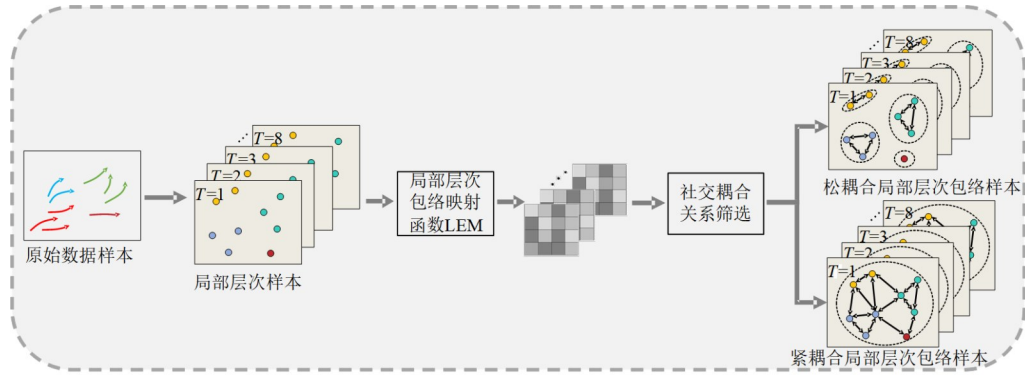 原始数据样本
T=8
T=3
T=2
T=1
局部层次样本
局部层次
包络映射
函数LEM
社交耦合
关系筛选
T=8
T=3
T=2
T=1
松耦合局部层次包络样本
T=8
T=3
T=2
T=1
紧耦合局部层次包络样本